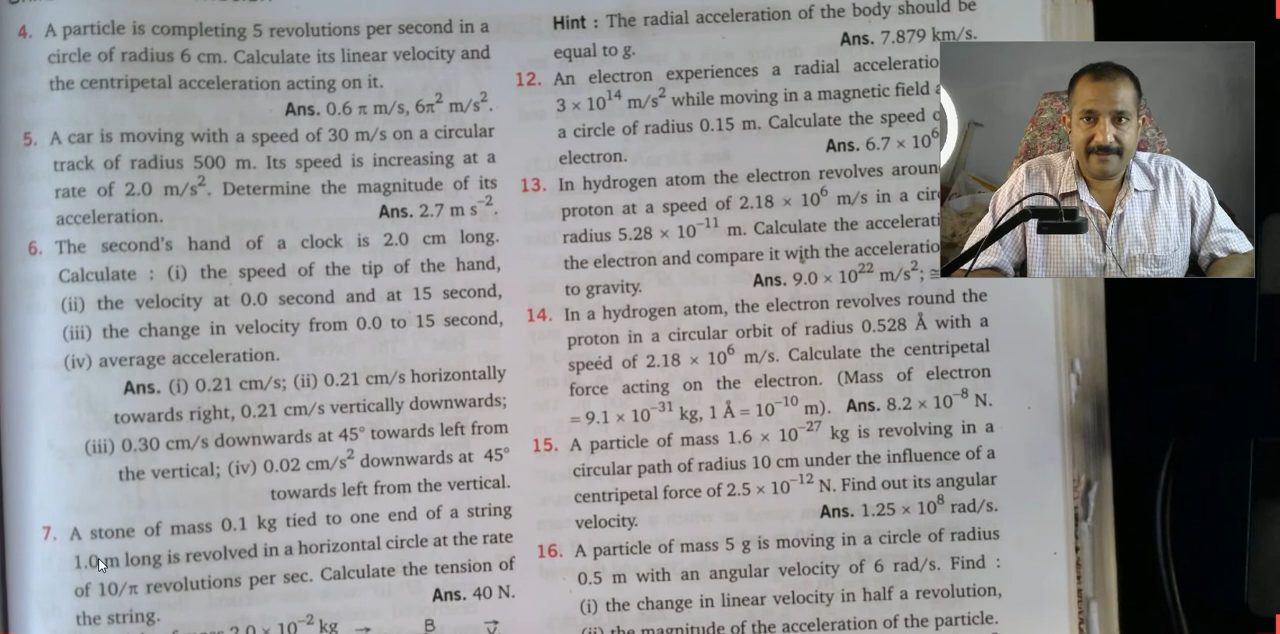 4. A particle is completing 5 revolutions per second in a
circle of radius 6 cm. Calculate its linear velocity and
the centripetal acceleration acting on it.
Ans. 0.6 π m/s, 6π² m/s².
5. A car is moving with a speed of 30 m/s on a circular
track of radius 500 m. Its speed is increasing at a
rate of 2.0 m/s². Determine the magnitude of its
acceleration. Ans. 2.7 m s⁻².
6. The second's hand of a clock is 2.0 cm long.
Calculate : (i) the speed of the tip of the hand,
(ii) the velocity at 0.0 second and at 15 second,
(iii) the change in velocity from 0.0 to 15 second,
(iv) average acceleration.
Ans. (i) 0.21 cm/s; (ii) 0.21 cm/s horizontally
towards right, 0.21 cm/s vertically downwards;
(iii) 0.30 cm/s downwards at 45° towards left from
the vertical; (iv) 0.02 cm/s² downwards at 45°
towards left from the vertical.
7. A stone of mass 0.1 kg tied to one end of a string
1.0 m long is revolved in a horizontal circle at the rate
of 10/π revolutions per sec. Calculate the tension of
the string. Ans. 40 N.
2.0 × 10⁻² kg B V
Hint : The radial acceleration of the body should be
equal to g. Ans. 7.879 km/s.
12. An electron experiences a radial acceleratio
3 × 10¹⁴ m/s² while moving in a magnetic field
a circle of radius 0.15 m. Calculate the speed
electron. Ans. 6.7 × 10⁶
13. In hydrogen atom the electron revolves aroun
proton at a speed of 2.18 × 10⁶ m/s in a cir
radius 5.28 × 10⁻¹¹ m. Calculate the accelerati
the electron and compare it with the acceleratio
to gravity. Ans. 9.0 × 10²² m/s²; ≅
14. In a hydrogen atom, the electron revolves round the
proton in a circular orbit of radius 0.528 Å with a
speed of 2.18 × 10⁶ m/s. Calculate the centripetal
force acting on the electron. (Mass of electron
= 9.1 × 10⁻³¹ kg, 1 Å = 10⁻¹⁰ m). Ans. 8.2 × 10⁻⁸ N.
15. A particle of mass 1.6 × 10⁻²⁷ kg is revolving in a
circular path of radius 10 cm under the influence of a
centripetal force of 2.5 × 10⁻¹² N. Find out its angular
velocity. Ans. 1.25 × 10⁸ rad/s.
16. A particle of mass 5 g is moving in a circle of radius
0.5 m with an angular velocity of 6 rad/s. Find :
(i) the change in linear velocity in half a revolution,
(ii) the magnitude of the acceleration of the particle.